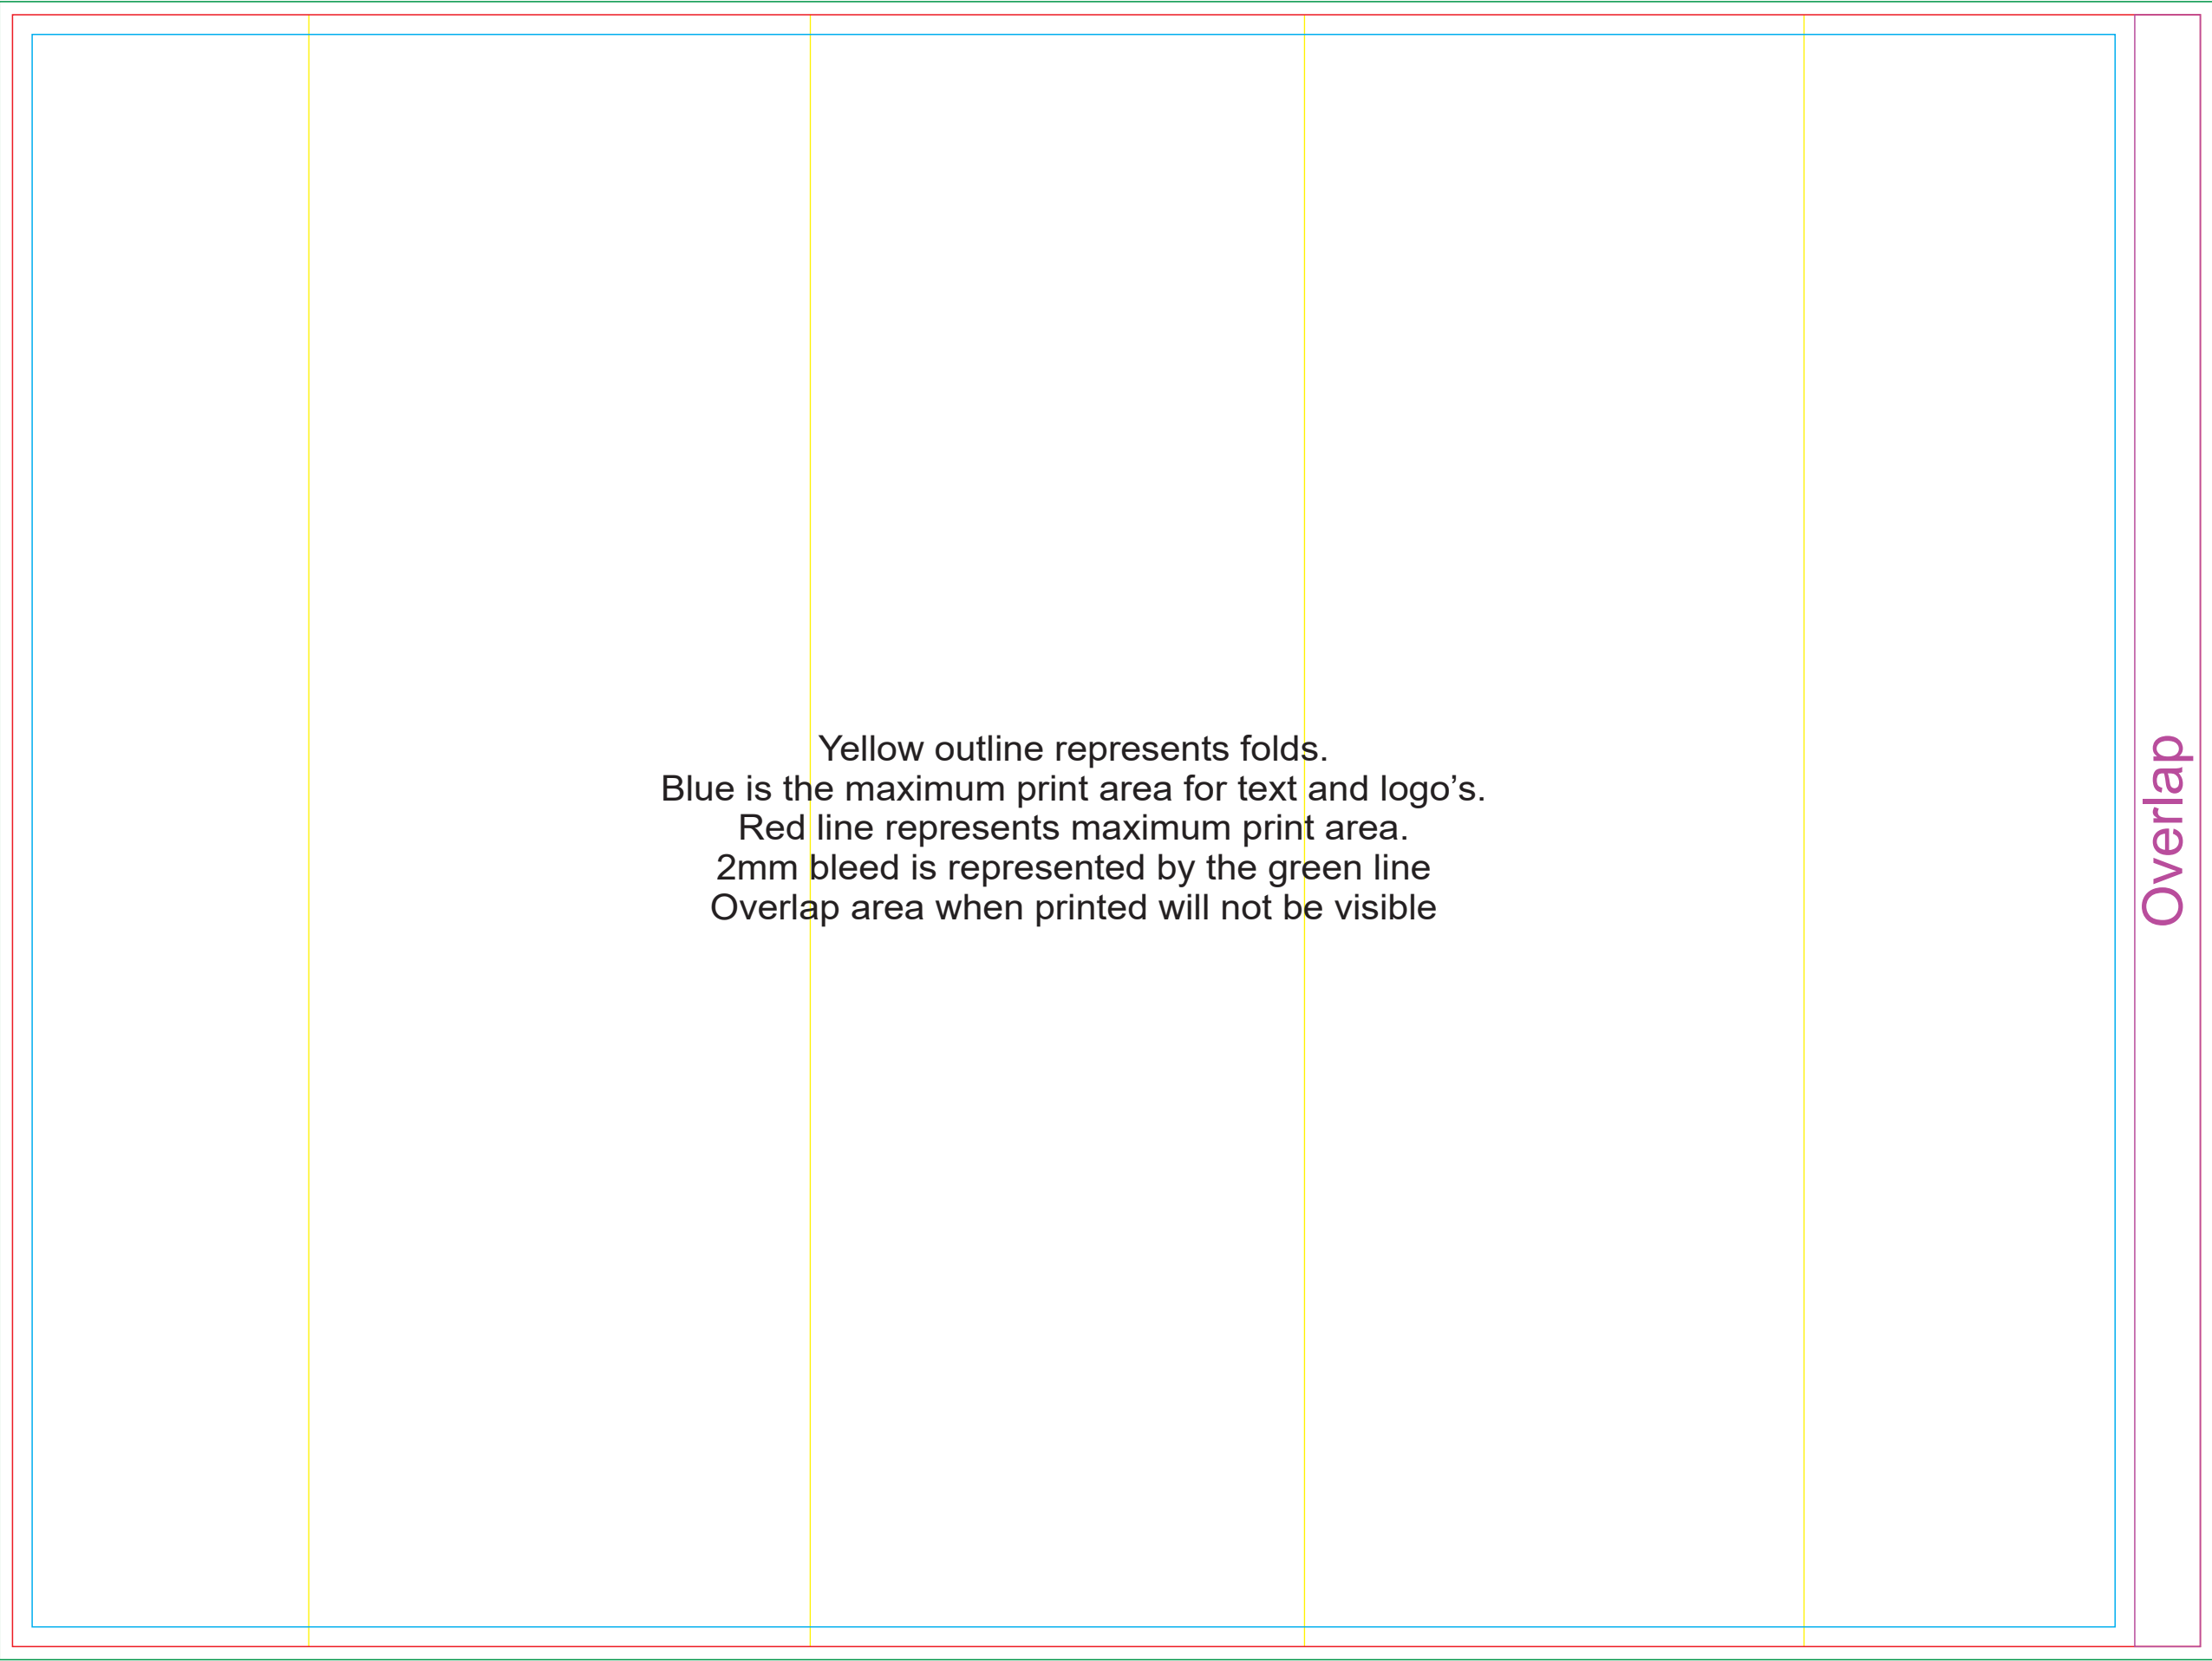 Yellow outline represents folds.
Blue is the maximum print area for text and logo’s.
Red line represents maximum print area.
2mm bleed is represented by the green line
Overlap area when printed will not be visible
Overlap